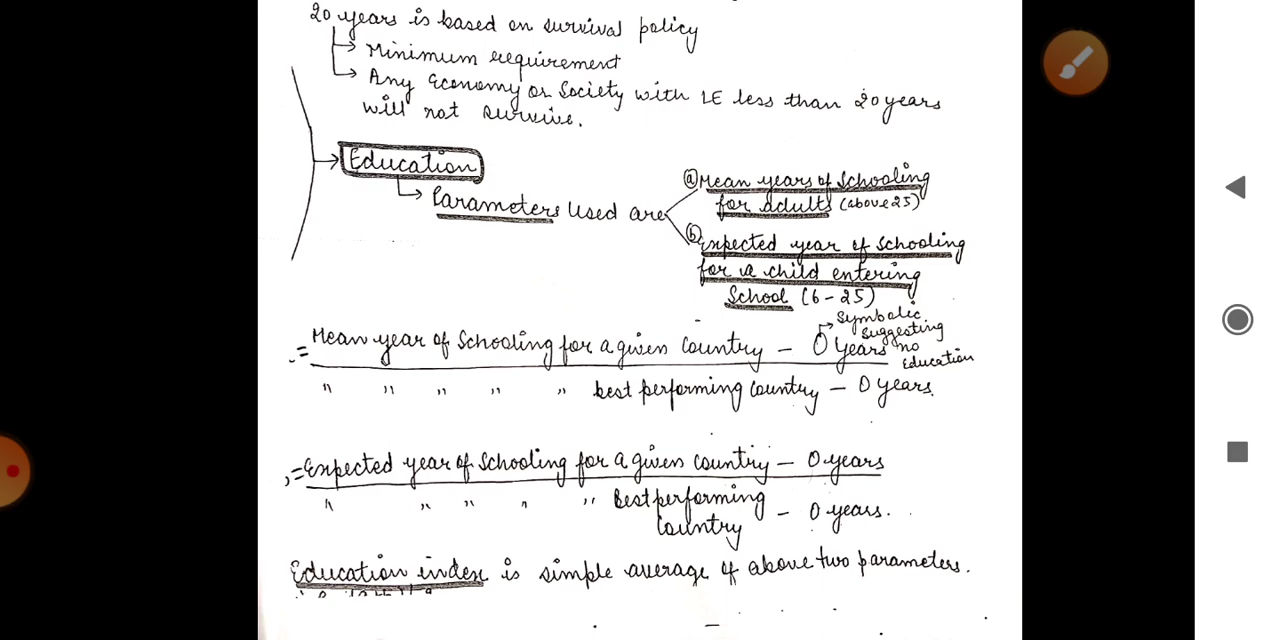 20 years is based on survival policy
Minimum requirement
Any Economy or Society with LE less than 20 years
will not survive.
Education
Parameters Used are
(a) Mean years of Schooling
for adults (above 25)
(b) Expected year of Schooling
for a child entering
School (6-25)
= Mean year of Schooling for a given Country - 0 years
Symbolic
suggesting
no
Education
" " " " " best performing country - 0 years.
= Expected year of Schooling for a given country - 0 years
" " " " " Best performing
Country - 0 years.
Education index is simple average of above two parameters.